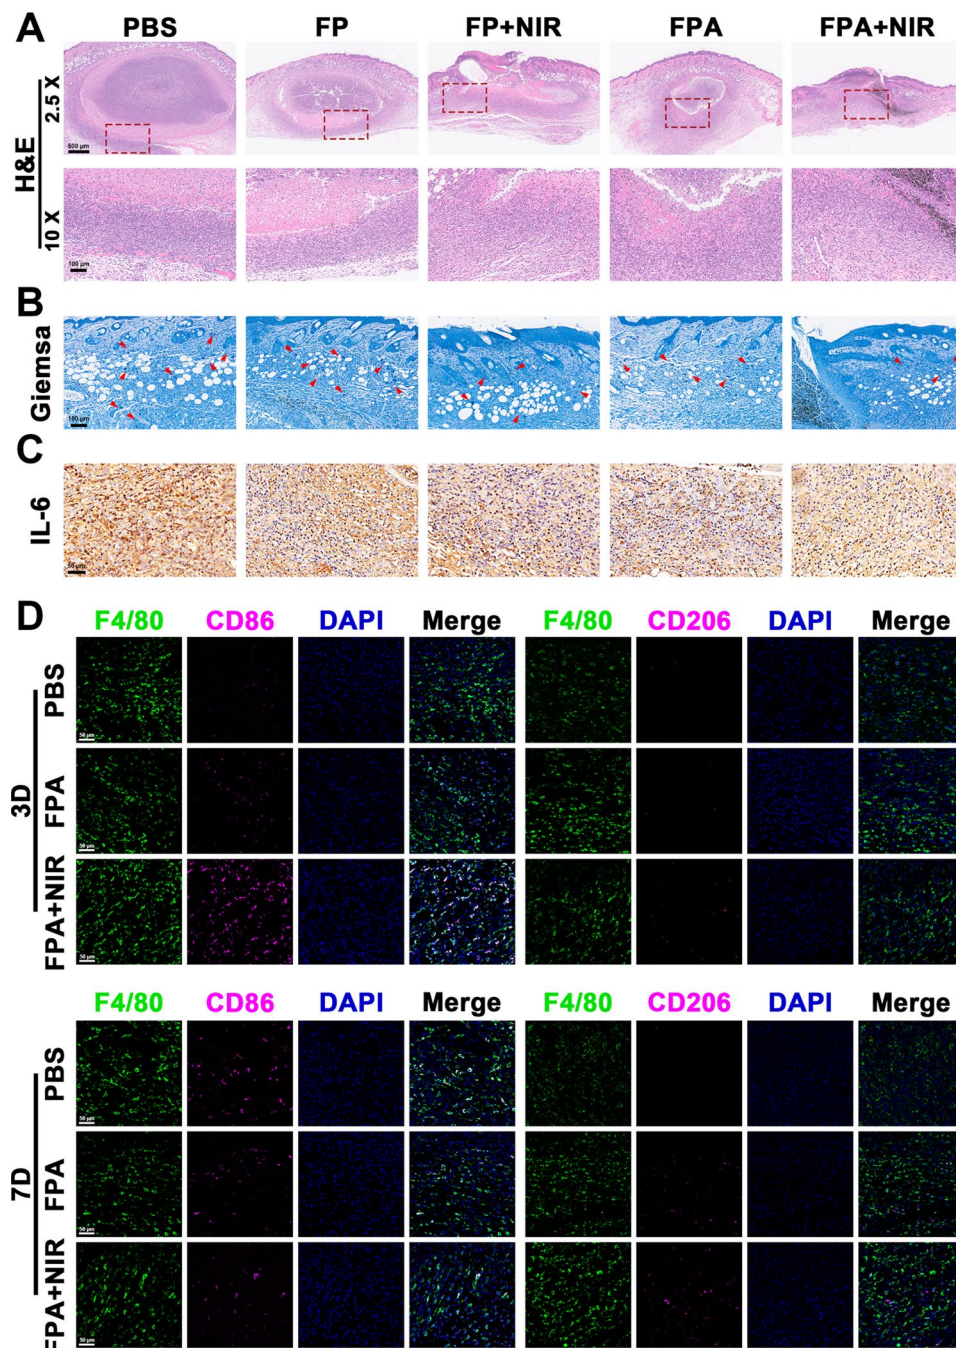 A
PBS FP FP+NIR FPA FPA+NIR
H&E
2.5 X
500 μm
10 X
100 μm
B
Giemsa
100 μm
C
IL-6
50 μm
D
F4/80 CD86 DAPI Merge F4/80 CD206 DAPI Merge
3D
PBS
50 μm
FPA
50 μm
FPA+NIR
50 μm
F4/80 CD86 DAPI Merge F4/80 CD206 DAPI Merge
7D
PBS
50 μm
FPA
50 μm
FPA+NIR
50 μm